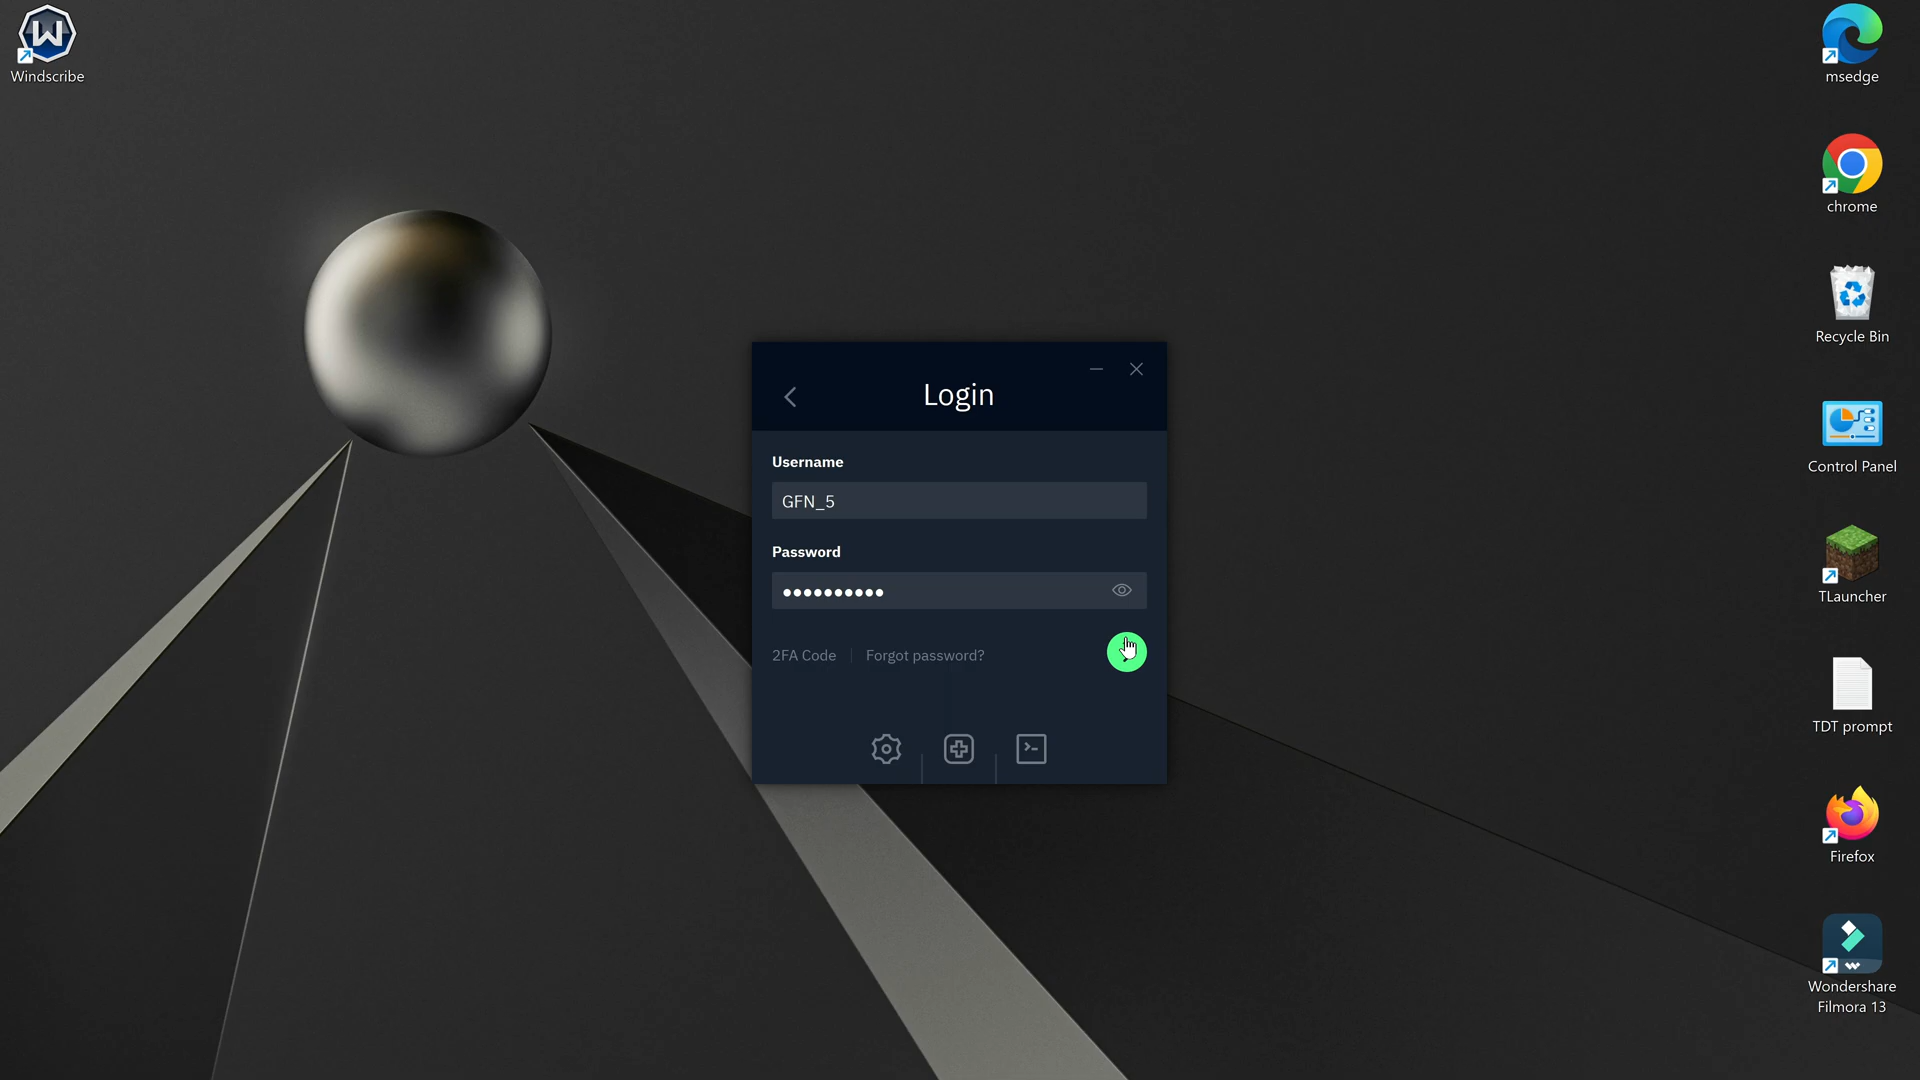 Windscribe
msedge
chrome
Recycle Bin
Control Panel
TLauncher
TDT prompt
Firefox
Wondershare
Filmora 13
Login
Username
GFN_5
Password
2FA Code
Forgot password?